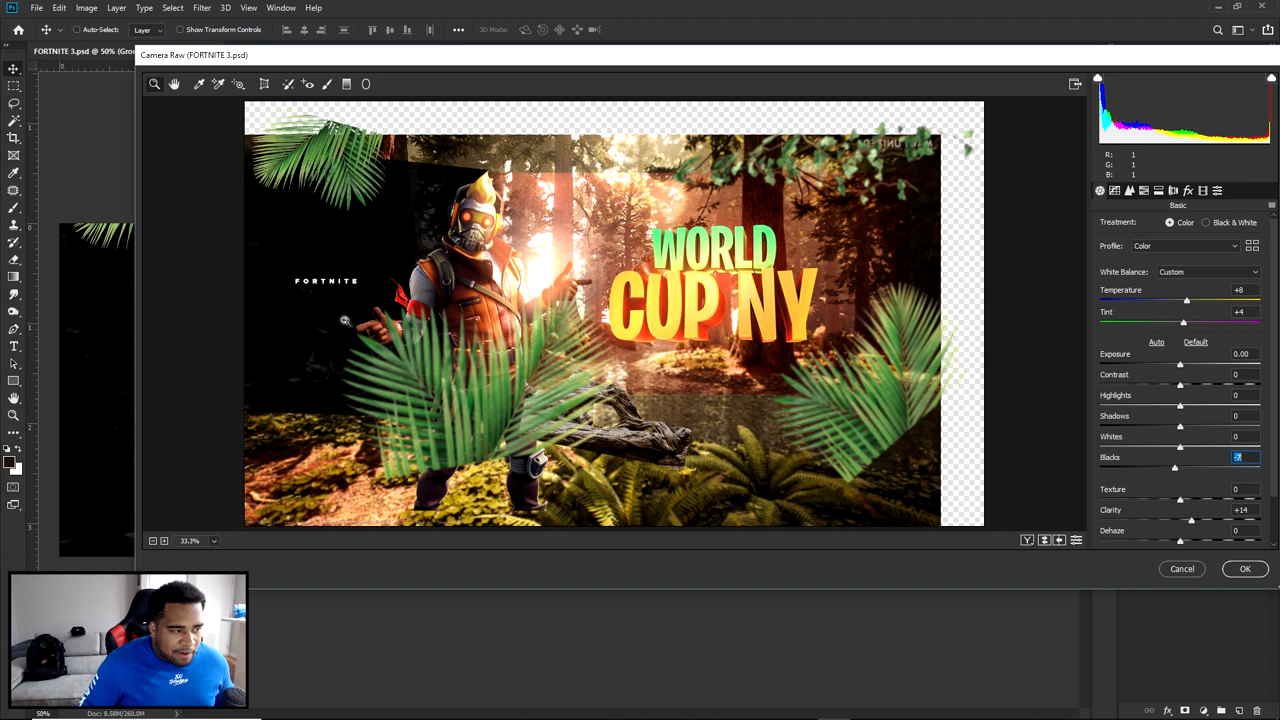 Ps File Edit Image Layer Type Select Filter 3D View Window Help
Auto-Select: Layer Show Transform Controls 3D Mode:
FORTNITE 3.psd @ 50% (Gro
Camera Raw (FORTNITE 3.psd)
R: 1
G: 1
B: 1
Basic
Treatment: Color Black & White
Profile: Color
White Balance: Custom
Temperature +8
Tint +4
Auto Default
Exposure 0.00
Contrast 0
Highlights 0
Shadows 0
Whites 0
Blacks
Texture 0
Clarity +14
Dehaze 0
FORTNITE
WORLD
CUP NY
33.3%
Cancel OK
50% Doc: 8.58M/260.0M